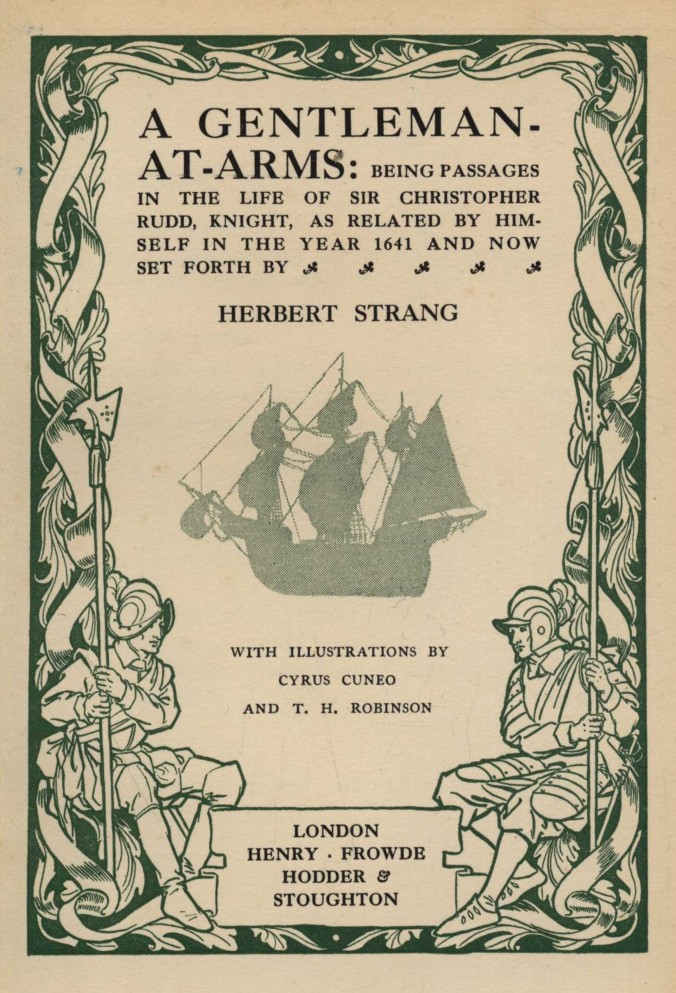 A GENTLEMAN-
AT-ARMS: BEING PASSAGES
IN THE LIFE OF SIR CHRISTOPHER
RUDD, KNIGHT, AS RELATED BY HIM-
SELF IN THE YEAR 1641 AND NOW
SET FORTH BY
HERBERT STRANG
WITH ILLUSTRATIONS BY
CYRUS CUNEO
AND T. H. ROBINSON
LONDON
HENRY · FROWDE
HODDER &
STOUGHTON